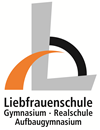 Liebfrauenschule
Gymnasium - Realschule
Aufbaugymnasium